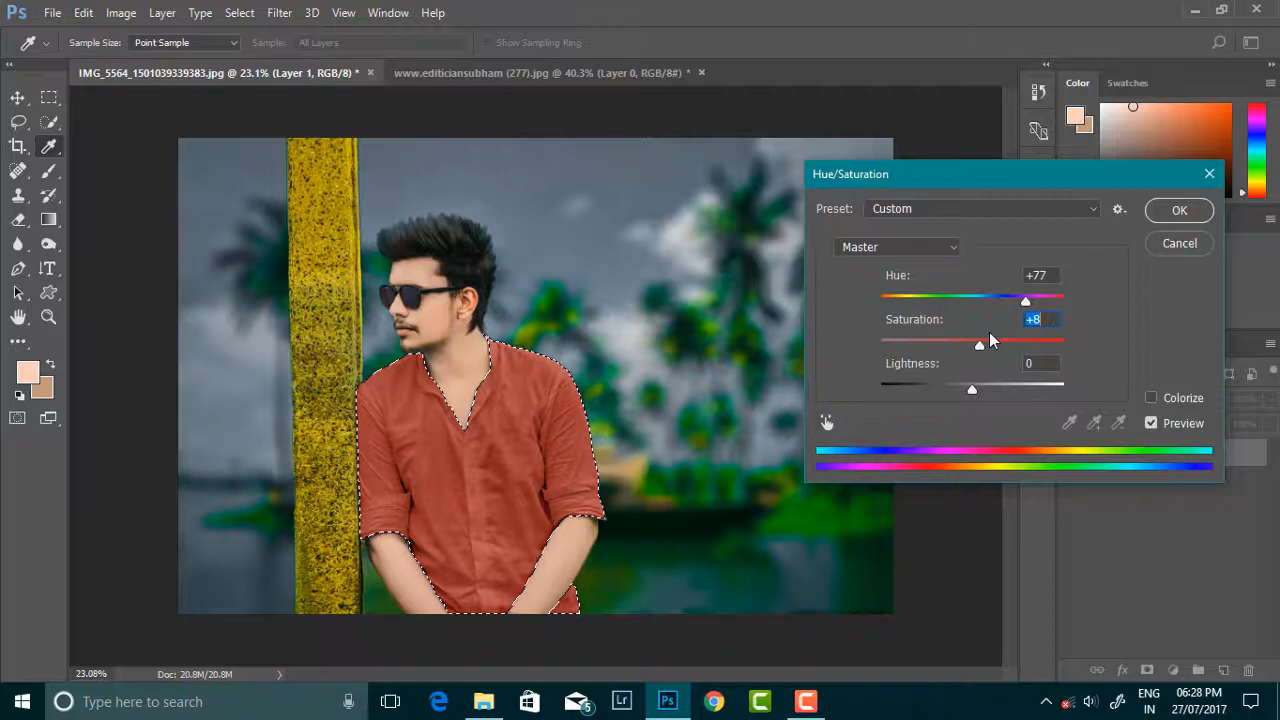 Ps File Edit Image Layer Type Select Filter 3D View Window Help
Sample Size: Point Sample Sample: All Layers Show Sampling Ring
IMG_5564_1501039339383.jpg @ 23.1% (Layer 1, RGB/8) * × www.editiciansubham (277).jpg @ 40.3% (Layer 0, RGB/8#) * ×
Color Swatches
Hue/Saturation
Preset: Custom OK
Master Cancel
Hue: +77
Saturation: +8
Lightness: 0
Colorize
Preview
23.08% Doc: 20.8M/20.8M
Type here to search
5 Lr Ps C C
ENG 06:28 PM
IN 27/07/2017